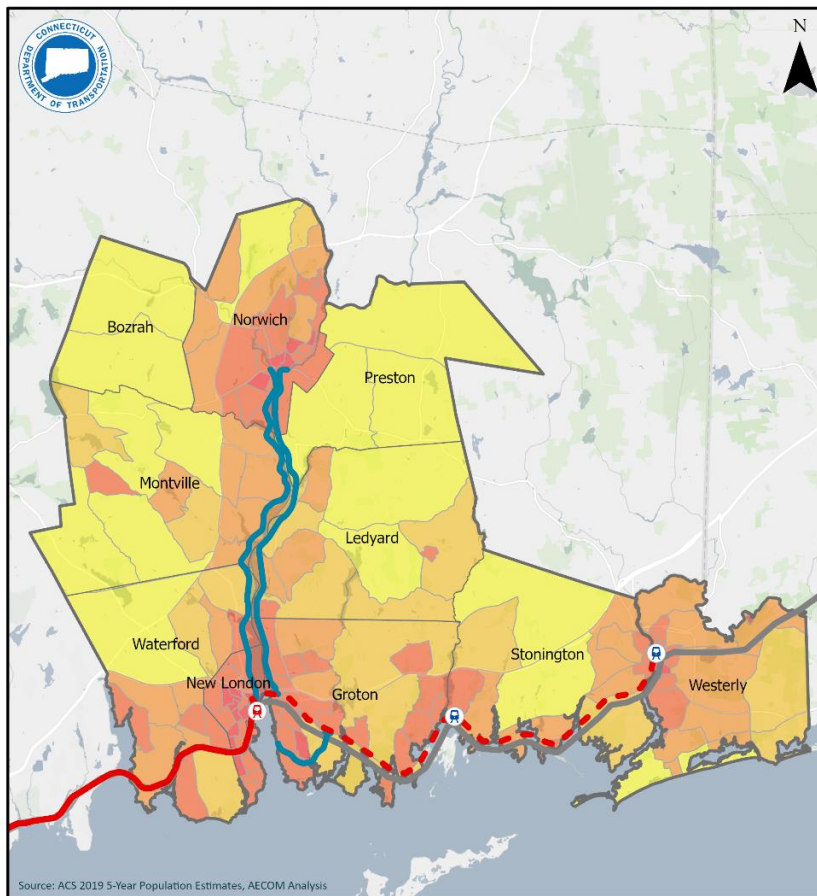 CONNECTICUT
DEPARTMENT OF TRANSPORTATION
N
Bozrah
Norwich
Preston
Montville
Ledyard
Waterford
Stonington
New London
Groton
Westerly
Source: ACS 2019 5-Year Population Estimates, AECOM Analysis